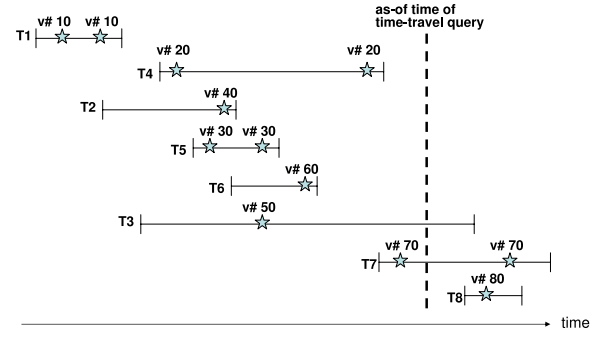 as-of time of
time-travel query
v# 10 v# 10
T1
v# 20 v# 20
T4
v# 40
T2
v# 30 v# 30
T5
v# 60
T6
v# 50
T3
v# 70 v# 70
T7
v# 80
T8
time